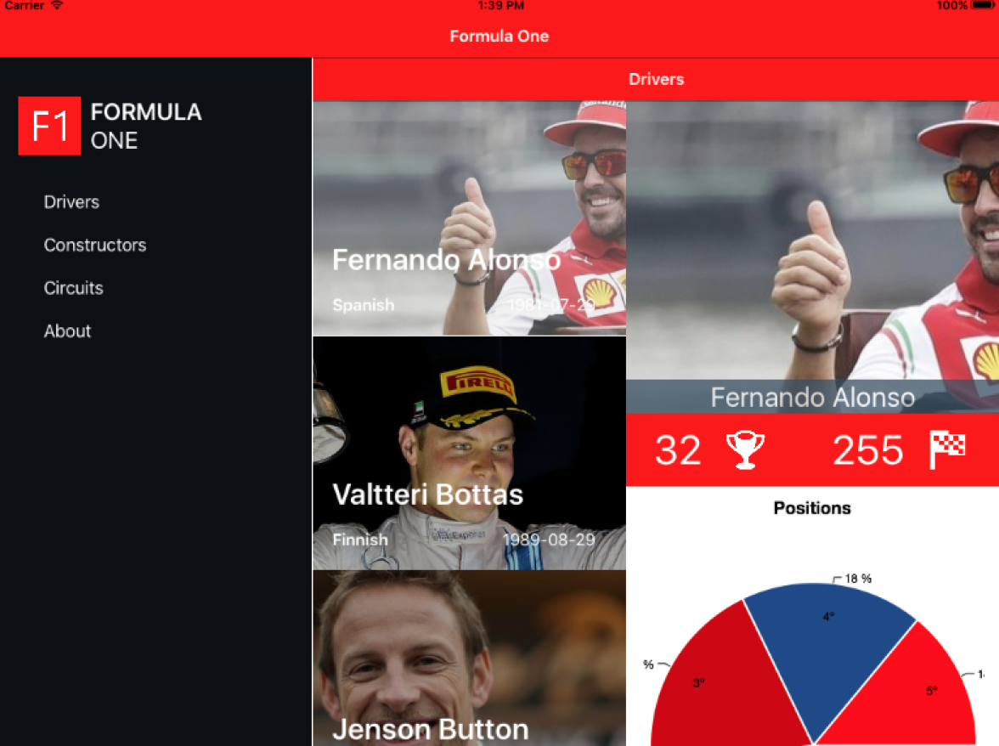 Carrier 1:39 PM 100%
Formula One
F1 FORMULA
ONE
Drivers
Constructors
Circuits
About
Drivers
Santander
Fernando Alonso
Spanish 1981-07-29
PIRELLI
Valtteri Bottas
Finnish 1989-08-29
Jenson Button
Fernando Alonso
32 255
Positions
18 %
4º
%
3º
5º